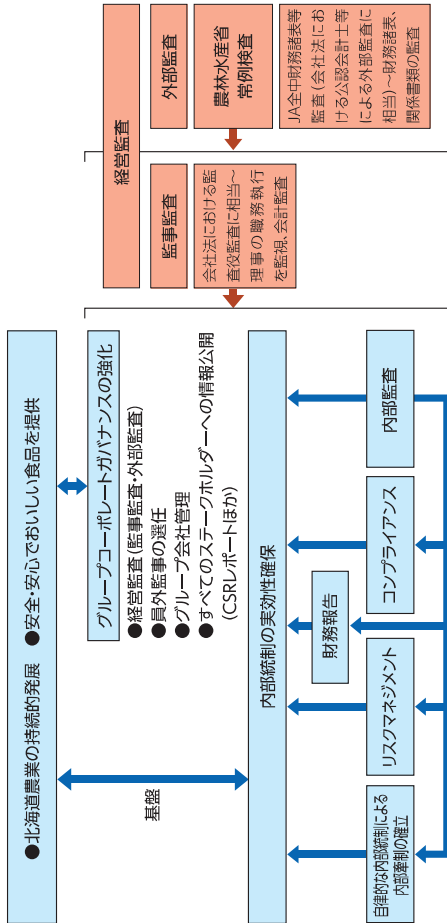 ●北海道農業の持続的発展　●安全・安心でおいしい食品を提供
基盤
グループコーポレートガバナンスの強化
●経営監査(監事監査・外部監査)
●員外監事の選任
●グループ会社管理
●すべてのステークホルダーへの情報公開
(CSRレポートほか)
内部統制の実効性確保
自律的な内部統制による
内部牽制の確立
リスクマネジメント
財務報告
コンプライアンス
内部監査
経営監査
監事監査
会社法における監
査役監査に相当～
理事の職務執行
を監視、会計監査
外部監査
農林水産省
常例検査
JA全中財務諸表等
監査(会社法にお
ける公認会計士等
による外部監査に
相当)～財務諸表、
関係書類の監査